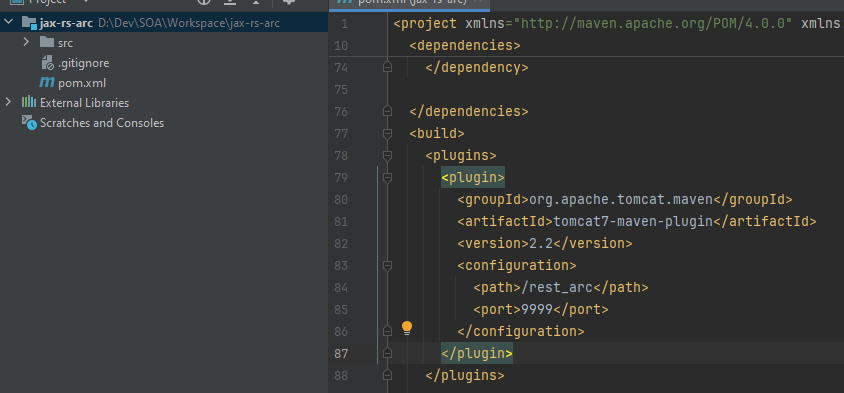 Project
jax-rs-arc D:\Dev\SOA\Workspace\jax-rs-arc
src
.gitignore
pom.xml
External Libraries
Scratches and Consoles
pom.xml (jax-rs-arc)
1 <project xmlns="http://maven.apache.org/POM/4.0.0" xmlns
10 <dependencies>
74 </dependency>
75
76 </dependencies>
77 <build>
78 <plugins>
79 <plugin>
80 <groupId>org.apache.tomcat.maven</groupId>
81 <artifactId>tomcat7-maven-plugin</artifactId>
82 <version>2.2</version>
83 <configuration>
84 <path>/rest_arc</path>
85 <port>9999</port>
86 </configuration>
87 </plugin>
88 </plugins>